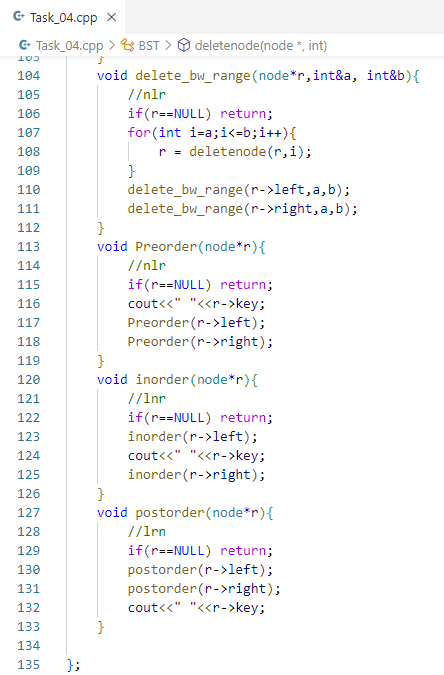 Task_04.cpp ×
Task_04.cpp > BST > deletenode(node *, int)
103 }
104 void delete_bw_range(node*r,int&a, int&b){
105 //nlr
106 if(r==NULL) return;
107 for(int i=a;i<=b;i++){
108 r = deletenode(r,i);
109 }
110 delete_bw_range(r->left,a,b);
111 delete_bw_range(r->right,a,b);
112 }
113 void Preorder(node*r){
114 //nlr
115 if(r==NULL) return;
116 cout<<" "<<r->key;
117 Preorder(r->left);
118 Preorder(r->right);
119 }
120 void inorder(node*r){
121 //lnr
122 if(r==NULL) return;
123 inorder(r->left);
124 cout<<" "<<r->key;
125 inorder(r->right);
126 }
127 void postorder(node*r){
128 //lrn
129 if(r==NULL) return;
130 postorder(r->left);
131 postorder(r->right);
132 cout<<" "<<r->key;
133 }
134
135 };